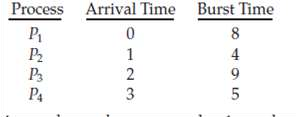 Process Arrival Time Burst Time
P1 0 8
P2 1 4
P3 2 9
P4 3 5